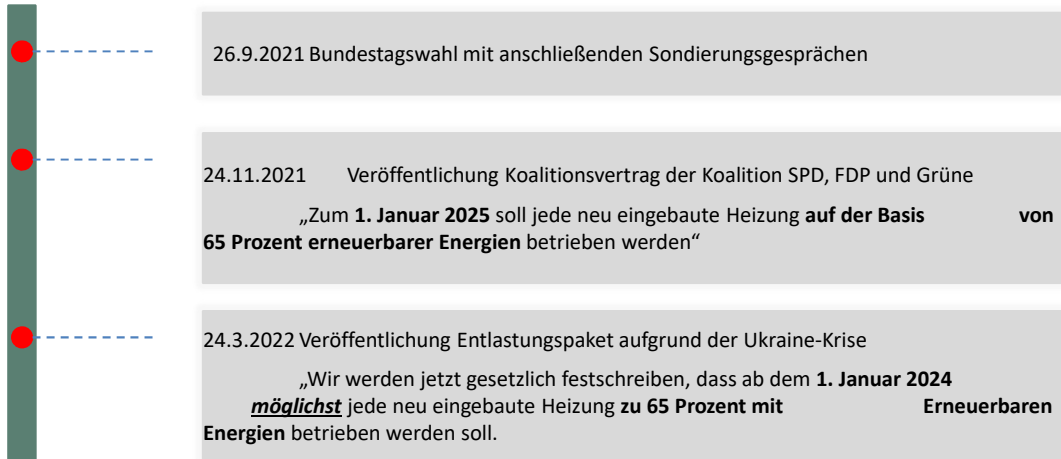 26.9.2021 Bundestagswahl mit anschließenden Sondierungsgesprächen
24.11.2021 Veröffentlichung Koalitionsvertrag der Koalition SPD, FDP und Grüne
„Zum 1. Januar 2025 soll jede neu eingebaute Heizung auf der Basis von
65 Prozent erneuerbarer Energien betrieben werden“
24.3.2022 Veröffentlichung Entlastungspaket aufgrund der Ukraine-Krise
„Wir werden jetzt gesetzlich festschreiben, dass ab dem 1. Januar 2024
möglichst jede neu eingebaute Heizung zu 65 Prozent mit Erneuerbaren
Energien betrieben werden soll.